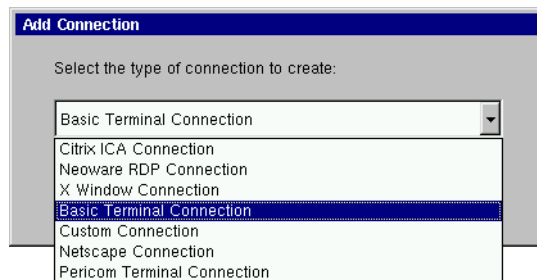 Add Connection
Select the type of connection to create:
Basic Terminal Connection
Citrix ICA Connection
Neoware RDP Connection
X Window Connection
Basic Terminal Connection
Custom Connection
Netscape Connection
Pericom Terminal Connection